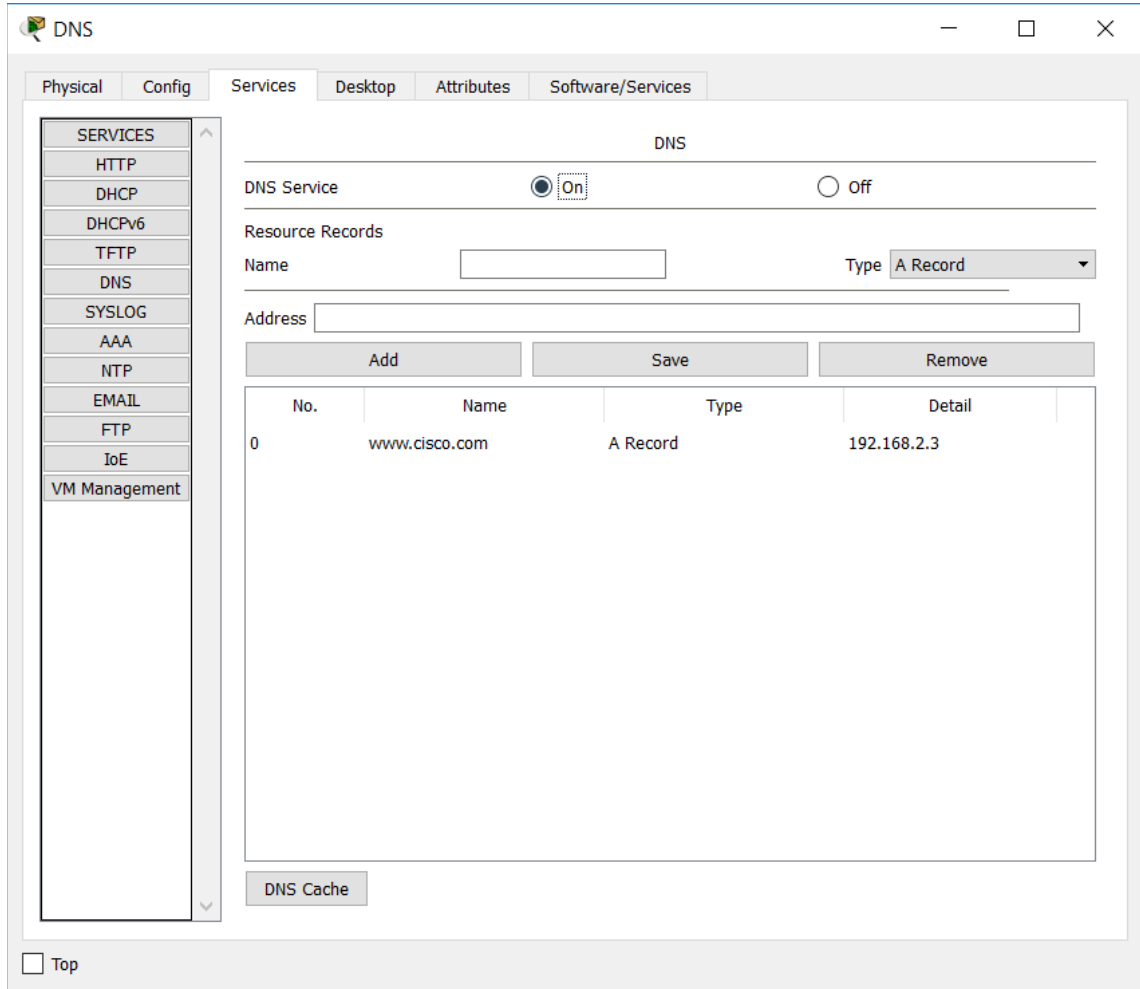 DNS
Physical Config Services Desktop Attributes Software/Services
SERVICES
HTTP
DHCP
DHCPv6
TFTP
DNS
SYSLOG
AAA
NTP
EMAIL
FTP
IoE
VM Management
DNS
DNS Service On Off
Resource Records
Name Type A Record
Address
Add Save Remove
No. Name Type Detail
0 www.cisco.com A Record 192.168.2.3
DNS Cache
Top